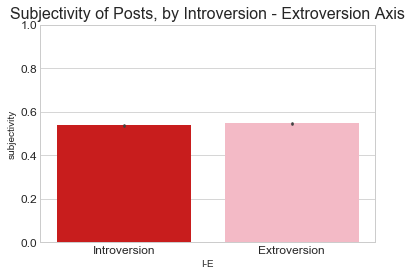 Subjectivity of Posts, by Introversion - Extroversion Axis
1.0
0.8
0.6
0.4
0.2
0.0
subjectivity
Introversion
Extroversion
I-E